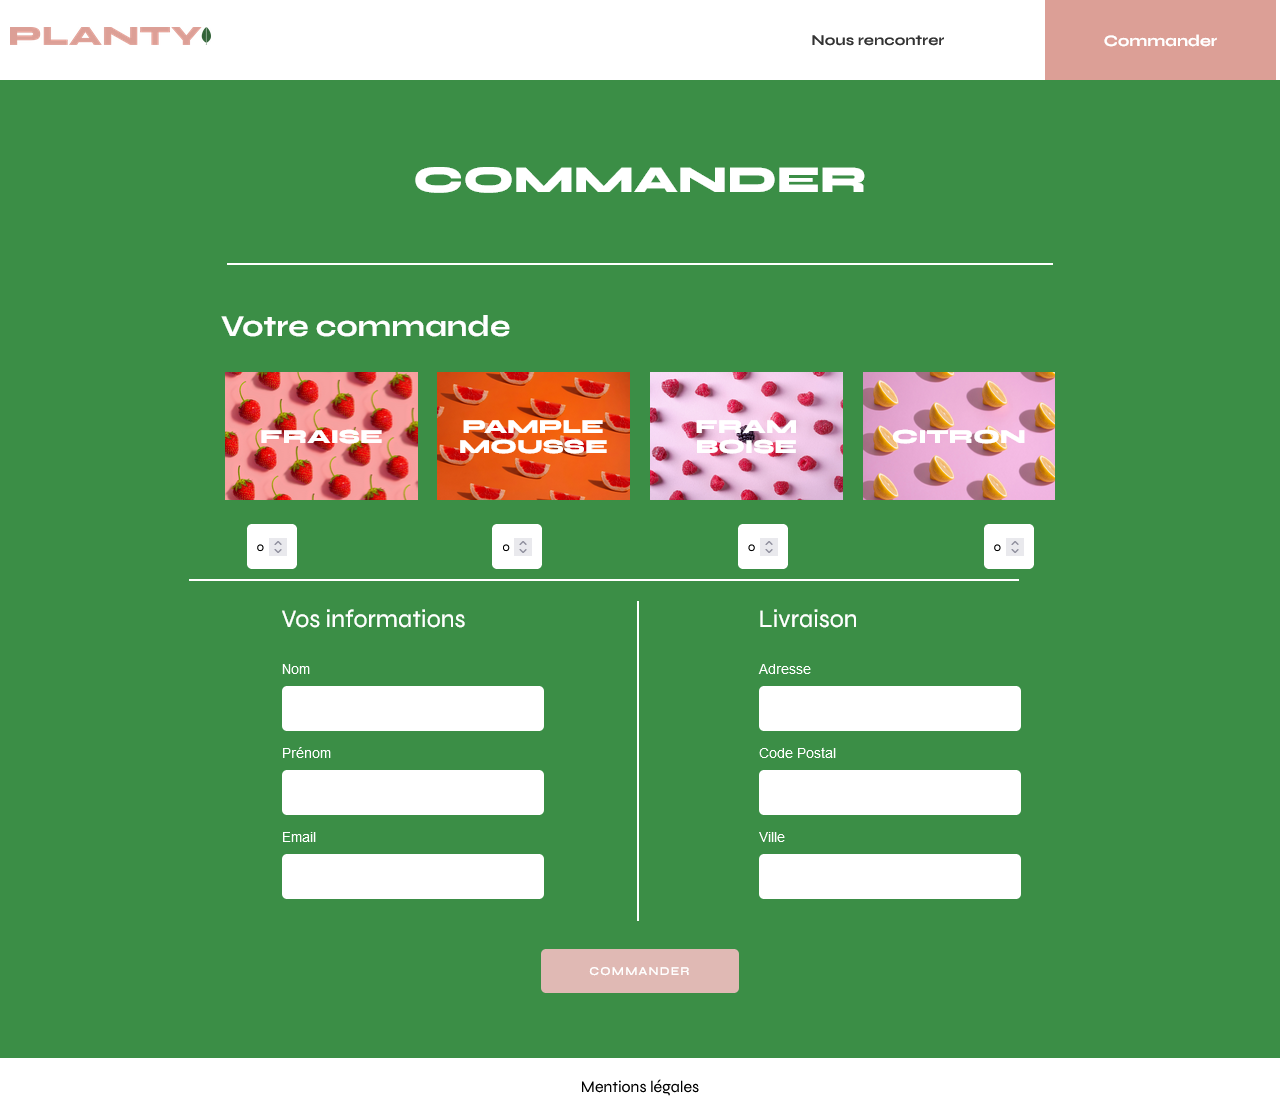 PLANTY
Nous rencontrer
Commander
COMMANDER
Votre commande
FRAISE
PAMPLE
MOUSSE
FRAM
BOISE
CITRON
0
0
0
0
Vos informations
Livraison
Nom
Adresse
Prénom
Code Postal
Email
Ville
COMMANDER
Mentions légales